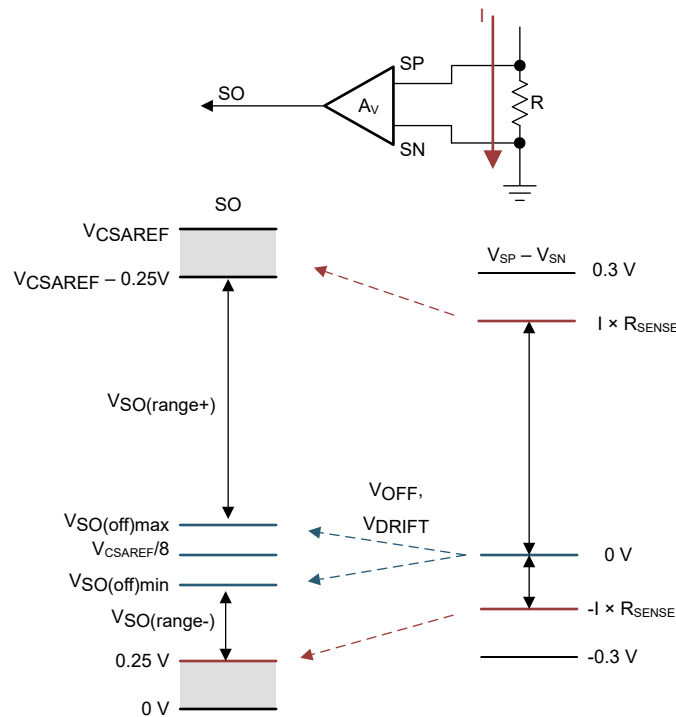 I
SP
SO
AV
R
SN
SO
VCSAREF
VSP – VSN
0.3 V
VCSAREF – 0.25V
I × RSENSE
VSO(range+)
VOFF,
VDRIFT
VSO(off)max
VCSAREF/8
0 V
VSO(off)min
VSO(range-)
-I × RSENSE
0.25 V
-0.3 V
0 V